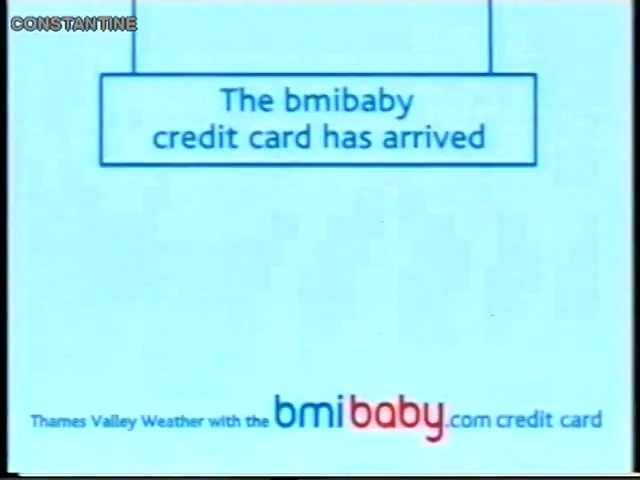 CONSTANTINE
The bmibaby
credit card has arrived
Thames Valley Weather with the bmibaby.com credit card